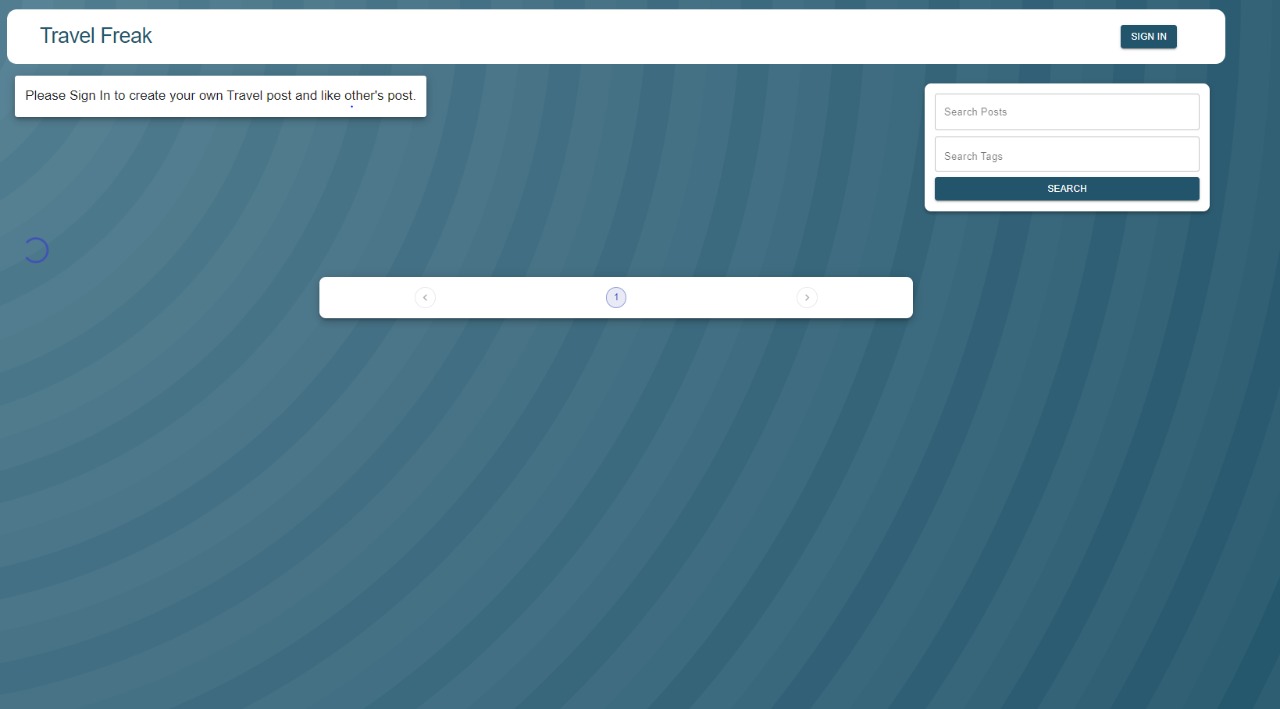 Travel Freak
SIGN IN
Please Sign In to create your own Travel post and like other's post.
Search Posts
Search Tags
SEARCH
1